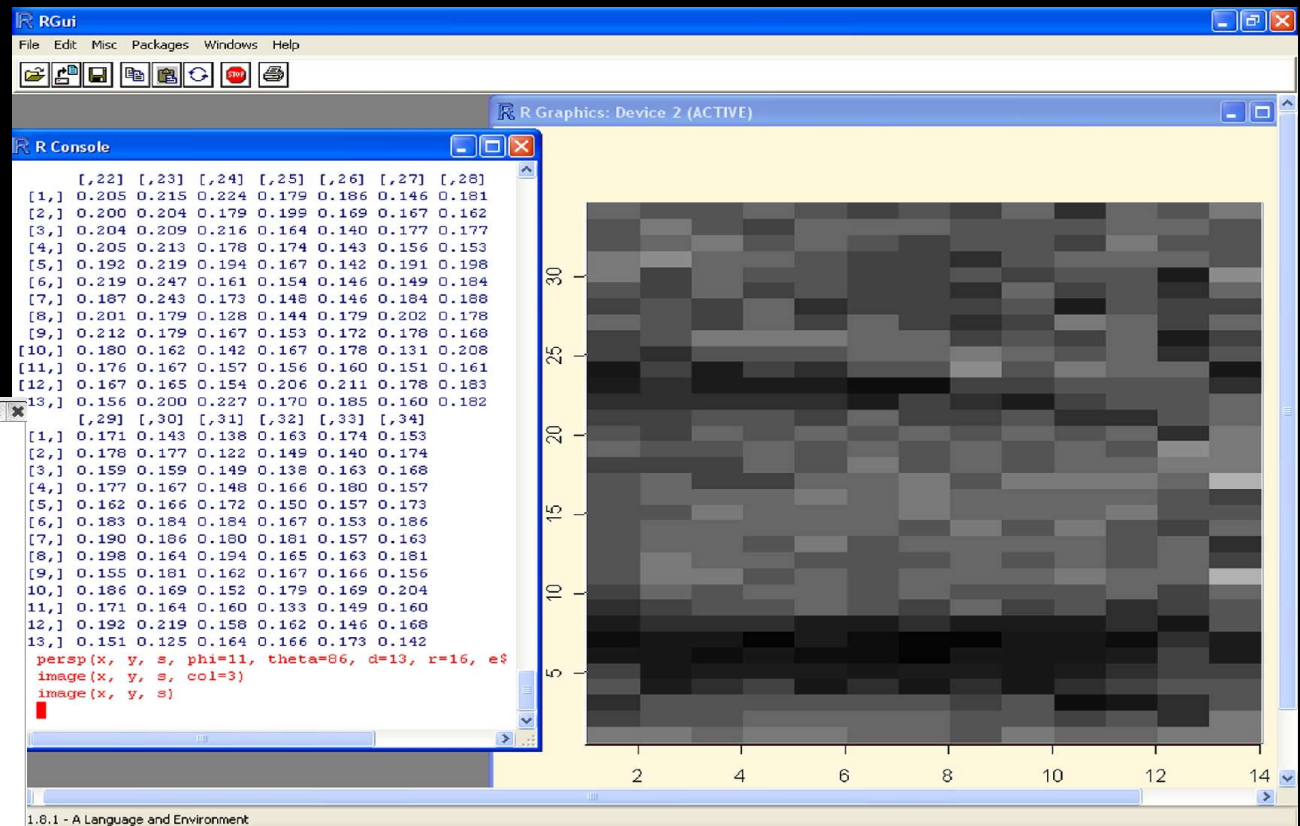 RGui
File Edit Misc Packages Windows Help
STOP
R Graphics: Device 2 (ACTIVE)
R Console
[,22] [,23] [,24] [,25] [,26] [,27] [,28]
[1,] 0.205 0.215 0.224 0.179 0.186 0.146 0.181
[2,] 0.200 0.204 0.179 0.199 0.169 0.167 0.162
[3,] 0.204 0.209 0.216 0.164 0.140 0.177 0.177
[4,] 0.205 0.213 0.178 0.174 0.143 0.156 0.153
[5,] 0.192 0.219 0.194 0.167 0.142 0.191 0.198
[6,] 0.219 0.247 0.161 0.154 0.146 0.149 0.184
[7,] 0.187 0.243 0.173 0.148 0.146 0.184 0.188
[8,] 0.201 0.179 0.128 0.144 0.179 0.202 0.178
[9,] 0.212 0.179 0.167 0.153 0.172 0.178 0.168
[10,] 0.180 0.162 0.142 0.167 0.178 0.131 0.208
[11,] 0.176 0.167 0.157 0.156 0.160 0.151 0.161
[12,] 0.167 0.165 0.154 0.206 0.211 0.178 0.183
13,] 0.156 0.200 0.227 0.170 0.185 0.160 0.182
[,29] [,30] [,31] [,32] [,33] [,34]
[1,] 0.171 0.143 0.138 0.163 0.174 0.153
[2,] 0.178 0.177 0.122 0.149 0.140 0.174
[3,] 0.159 0.159 0.149 0.138 0.163 0.168
[4,] 0.177 0.167 0.148 0.166 0.180 0.157
[5,] 0.162 0.166 0.172 0.150 0.157 0.173
[6,] 0.183 0.184 0.184 0.167 0.153 0.186
[7,] 0.190 0.186 0.180 0.181 0.157 0.163
[8,] 0.198 0.164 0.194 0.165 0.163 0.181
[9,] 0.155 0.181 0.162 0.167 0.166 0.156
10,] 0.186 0.169 0.152 0.179 0.169 0.204
11,] 0.171 0.164 0.160 0.133 0.149 0.160
12,] 0.192 0.219 0.158 0.162 0.146 0.168
13,] 0.151 0.125 0.164 0.166 0.173 0.142
persp(x, y, s, phi=11, theta=86, d=13, r=16, e$
image(x, y, s, col=3)
image(x, y, s)
30
25
20
15
10
5
2 4 6 8 10 12 14
1.8.1 - A Language and Environment